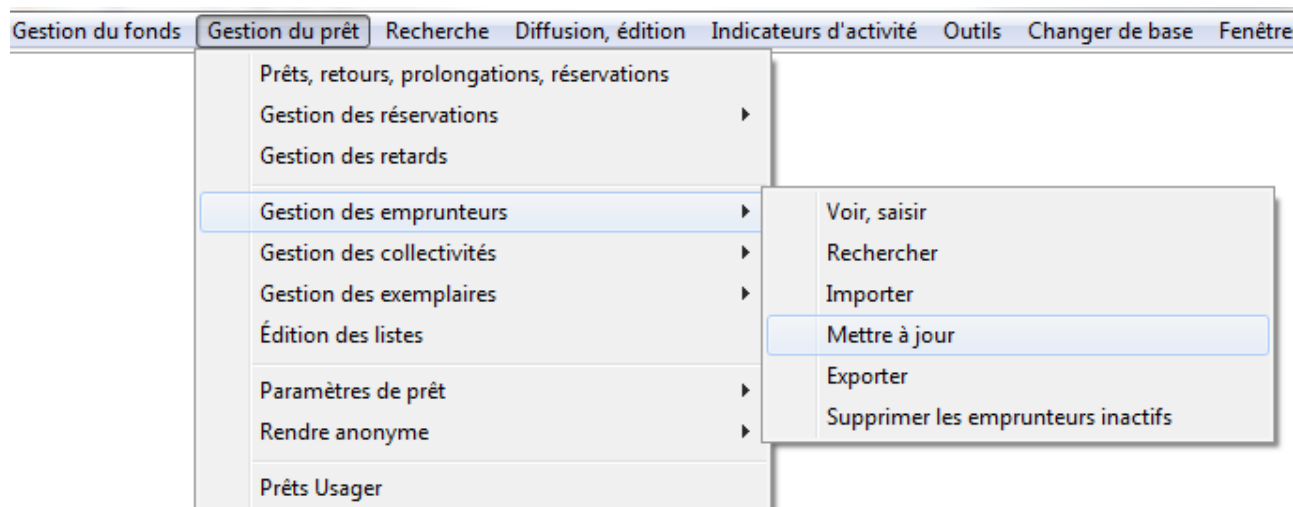 Gestion du fonds Gestion du prêt Recherche Diffusion, édition Indicateurs d'activité Outils Changer de base Fenêtre
Prêts, retours, prolongations, réservations
Gestion des réservations
Gestion des retards
Gestion des emprunteurs
Gestion des collectivités
Gestion des exemplaires
Édition des listes
Paramètres de prêt
Rendre anonyme
Prêts Usager
Voir, saisir
Rechercher
Importer
Mettre à jour
Exporter
Supprimer les emprunteurs inactifs